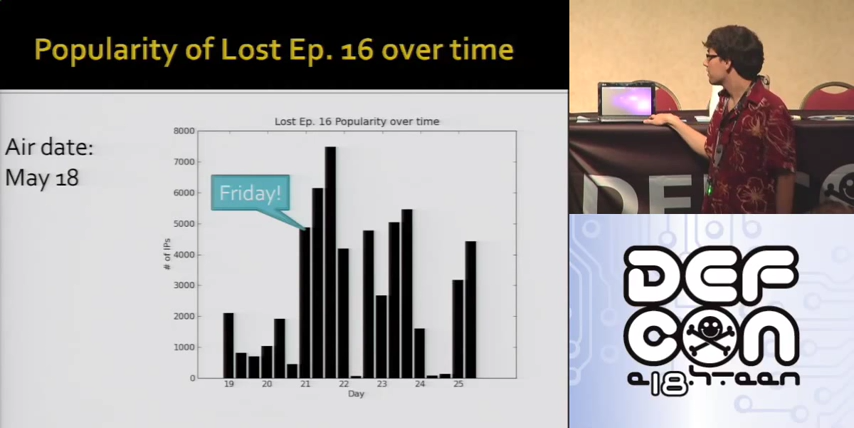 Popularity of Lost Ep. 16 over time
Air date:
May 18
Lost Ep. 16 Popularity over time
8000
7000
6000
5000
4000
3000
2000
1000
0
# of IPs
Friday!
19
20
21
22
23
24
25
Day
DEF
CON
e18h.teen